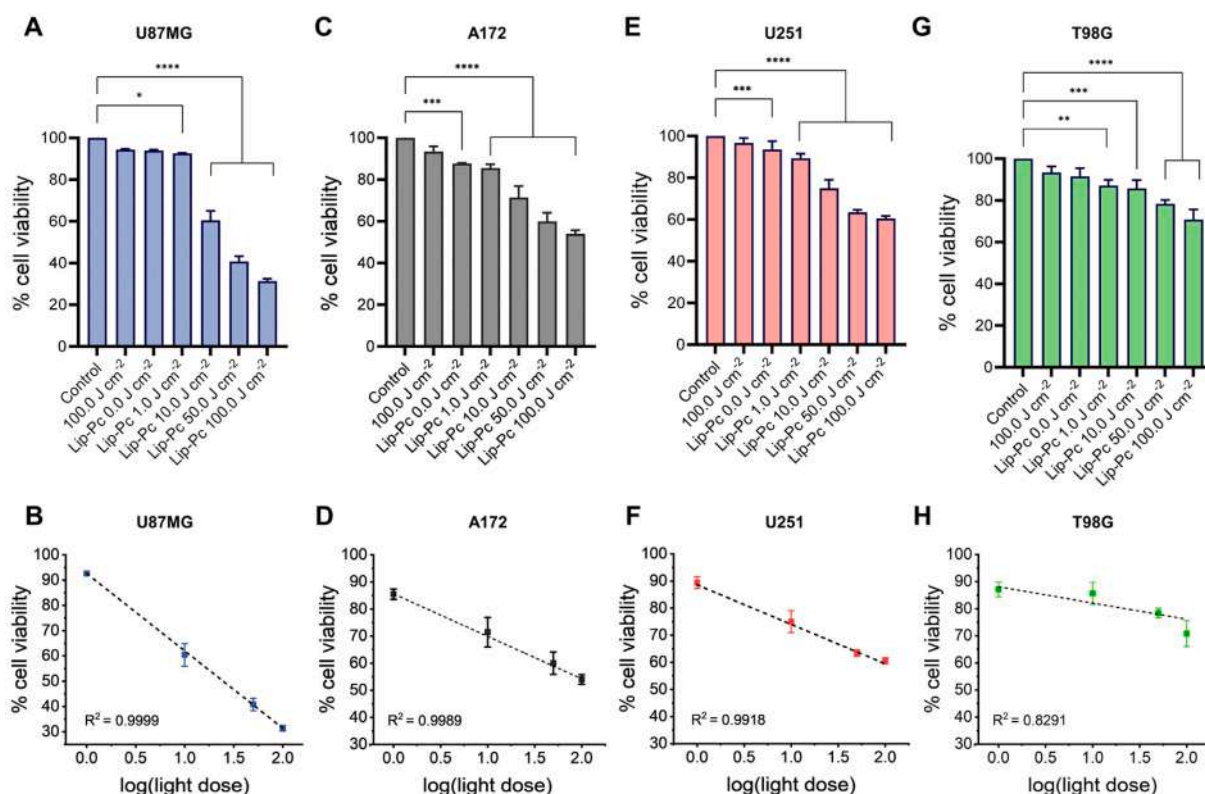 A
U87MG
****
*
% cell viability
100
80
60
40
20
0
Control
100.0 J cm⁻²
Lip-Pc 0.0 J cm⁻²
Lip-Pc 1.0 J cm⁻²
Lip-Pc 10.0 J cm⁻²
Lip-Pc 50.0 J cm⁻²
Lip-Pc 100.0 J cm⁻²
C
A172
****
***
% cell viability
100
80
60
40
20
0
Control
100.0 J cm⁻²
Lip-Pc 0.0 J cm⁻²
Lip-Pc 1.0 J cm⁻²
Lip-Pc 10.0 J cm⁻²
Lip-Pc 50.0 J cm⁻²
Lip-Pc 100.0 J cm⁻²
E
U251
****
***
% cell viability
100
80
60
40
20
0
Control
100.0 J cm⁻²
Lip-Pc 0.0 J cm⁻²
Lip-Pc 1.0 J cm⁻²
Lip-Pc 10.0 J cm⁻²
Lip-Pc 50.0 J cm⁻²
Lip-Pc 100.0 J cm⁻²
G
T98G
****
***
**
% cell viability
100
80
60
40
20
0
Control
100.0 J cm⁻²
Lip-Pc 0.0 J cm⁻²
Lip-Pc 1.0 J cm⁻²
Lip-Pc 10.0 J cm⁻²
Lip-Pc 50.0 J cm⁻²
Lip-Pc 100.0 J cm⁻²
B
U87MG
% cell viability
100
90
80
70
60
50
40
30
R² = 0.9999
0.0 0.5 1.0 1.5 2.0
log(light dose)
D
A172
% cell viability
100
90
80
70
60
50
40
30
R² = 0.9989
0.0 0.5 1.0 1.5 2.0
log(light dose)
F
U251
% cell viability
100
90
80
70
60
50
40
30
R² = 0.9918
0.0 0.5 1.0 1.5 2.0
log(light dose)
H
T98G
% cell viability
100
90
80
70
60
50
40
30
R² = 0.8291
0.0 0.5 1.0 1.5 2.0
log(light dose)